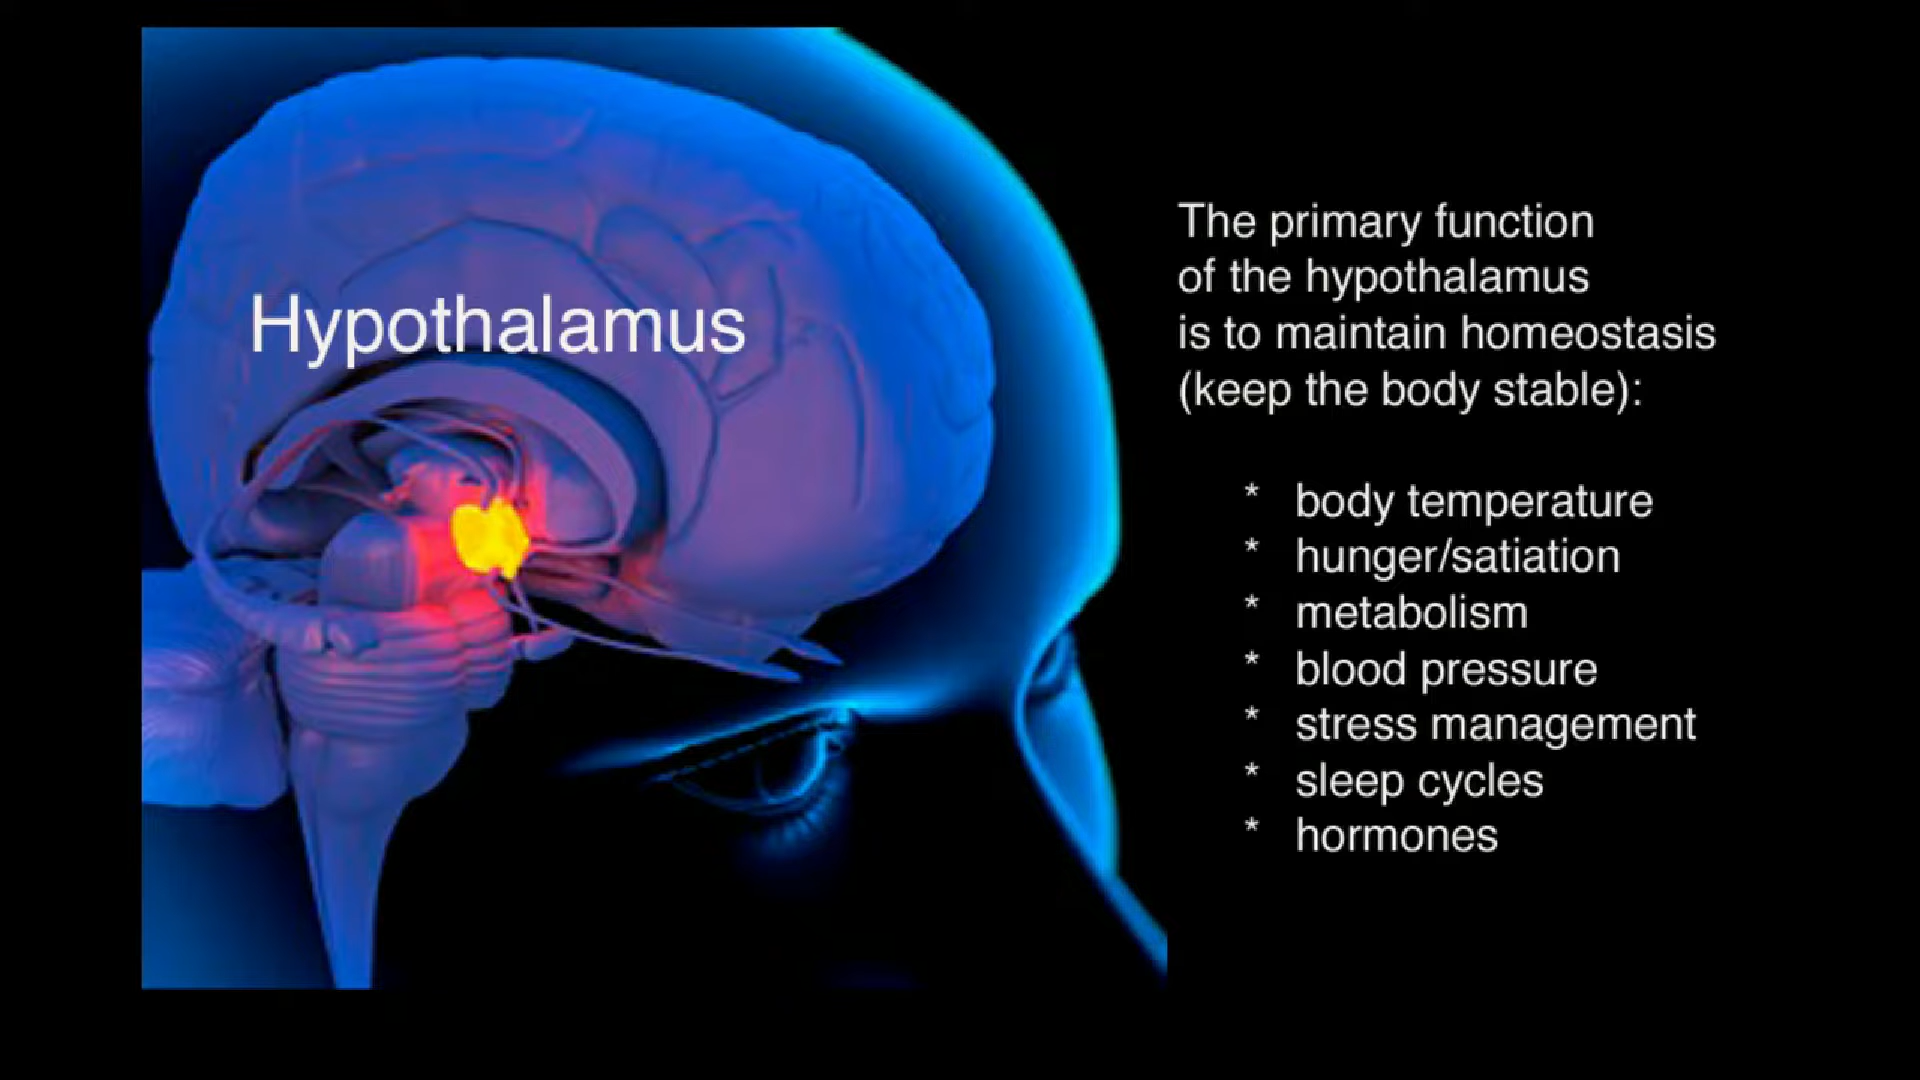 Hypothalamus
The primary function
of the hypothalamus
is to maintain homeostasis
(keep the body stable):
* body temperature
* hunger/satiation
* metabolism
* blood pressure
* stress management
* sleep cycles
* hormones